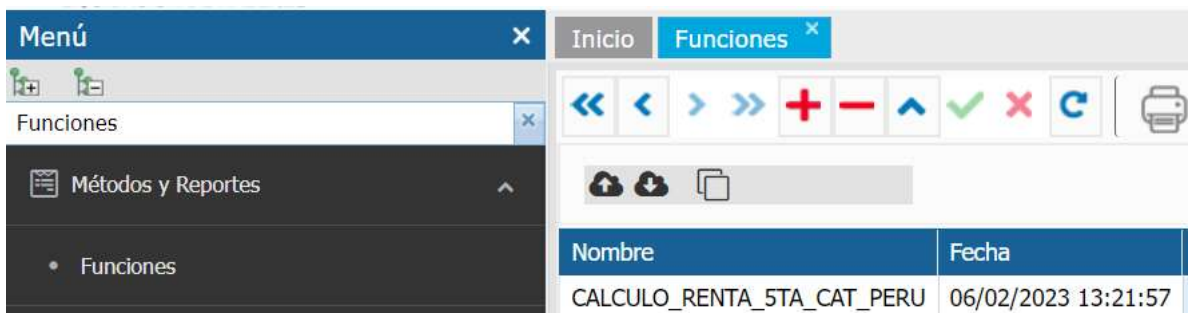 Menú
Inicio
Funciones
Funciones
Métodos y Reportes
Funciones
Nombre
Fecha
CALCULO_RENTA_5TA_CAT_PERU
06/02/2023 13:21:57